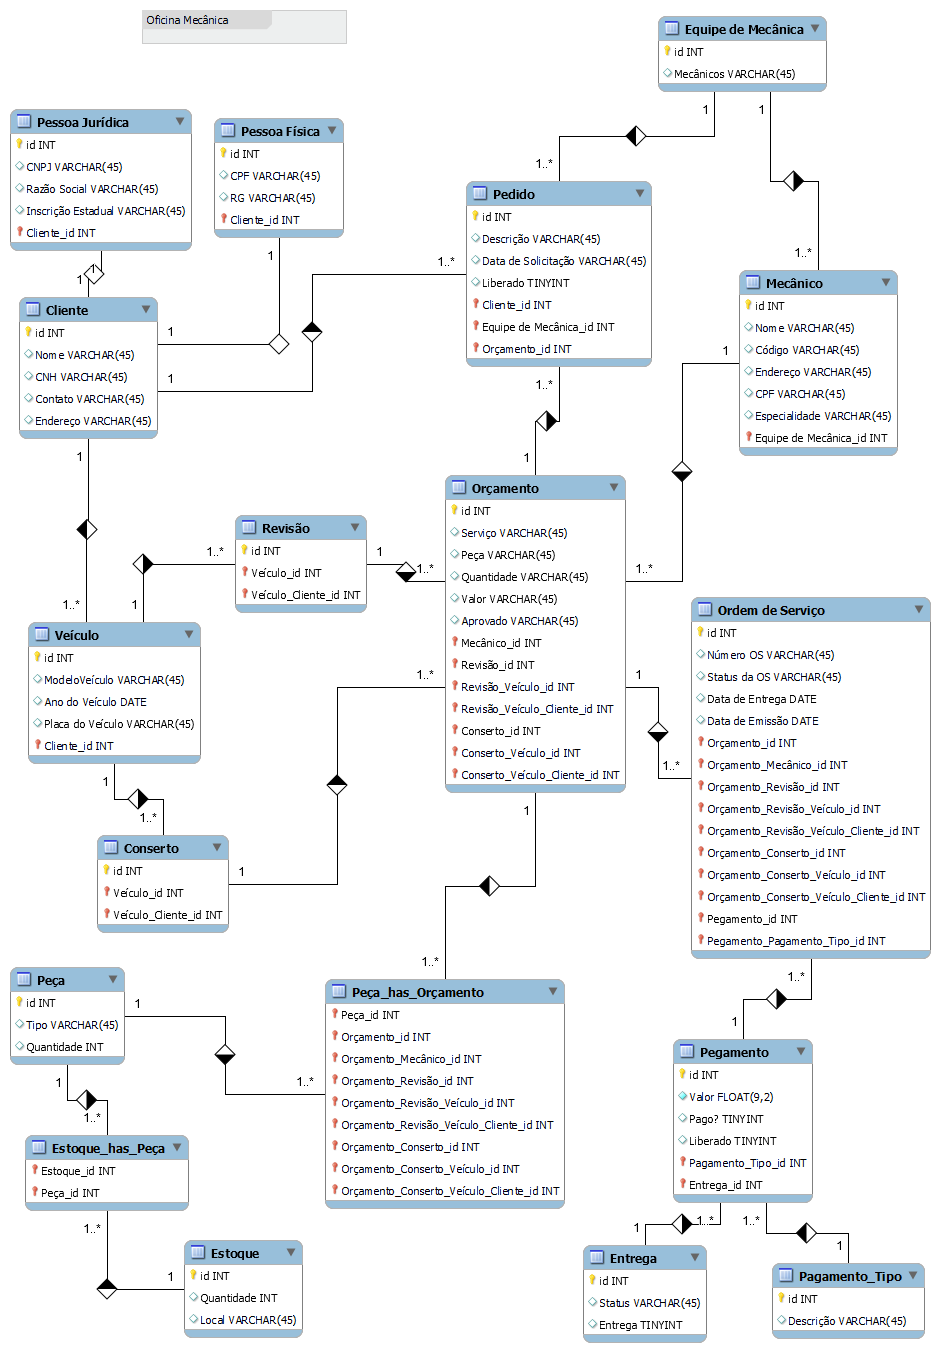 Oficina Mecânica
Equipe de Mecânica
id INT
Mecânicos VARCHAR(45)
1
1
1..*
1..*
Pessoa Jurídica
id INT
CNPJ VARCHAR(45)
Razão Social VARCHAR(45)
Inscrição Estadual VARCHAR(45)
Cliente_id INT
Pessoa Física
id INT
CPF VARCHAR(45)
RG VARCHAR(45)
Cliente_id INT
1
1
Pedido
id INT
Descrição VARCHAR(45)
Data de Solicitação VARCHAR(45)
Liberado TINYINT
Cliente_id INT
Equipe de Mecânica_id INT
Orçamento_id INT
1..*
1..*
Mecânico
id INT
Nome VARCHAR(45)
Código VARCHAR(45)
Endereço VARCHAR(45)
CPF VARCHAR(45)
Especialidade VARCHAR(45)
Equipe de Mecânica_id INT
1
Cliente
id INT
Nome VARCHAR(45)
CNH VARCHAR(45)
Contato VARCHAR(45)
Endereço VARCHAR(45)
1
1
1
1..*
1
Orçamento
id INT
Serviço VARCHAR(45)
Peça VARCHAR(45)
Quantidade VARCHAR(45)
Valor VARCHAR(45)
Aprovado VARCHAR(45)
Mecânico_id INT
Revisão_id INT
Revisão_Veículo_id INT
Revisão_Veículo_Cliente_id INT
Conserto_id INT
Conserto_Veículo_id INT
Conserto_Veículo_Cliente_id INT
1..*
1..*
1..*
1
1
Revisão
id INT
Veículo_id INT
Veículo_Cliente_id INT
1..*
1
1
Veículo
id INT
ModeloVeículo VARCHAR(45)
Ano do Veículo DATE
Placa do Veículo VARCHAR(45)
Cliente_id INT
1
1..*
Conserto
id INT
Veículo_id INT
Veículo_Cliente_id INT
1
Ordem de Serviço
id INT
Número OS VARCHAR(45)
Status da OS VARCHAR(45)
Data de Entrega DATE
Data de Emissão DATE
Orçamento_id INT
Orçamento_Mecânico_id INT
Orçamento_Revisão_id INT
Orçamento_Revisão_Veículo_id INT
Orçamento_Revisão_Veículo_Cliente_id INT
Orçamento_Conserto_id INT
Orçamento_Conserto_Veículo_id INT
Orçamento_Conserto_Veículo_Cliente_id INT
Pegamento_id INT
Pegamento_Pagamento_Tipo_id INT
1..*
1..*
1
Peça
id INT
Tipo VARCHAR(45)
Quantidade INT
1
1
1..*
1..*
Peça_has_Orçamento
Peça_id INT
Orçamento_id INT
Orçamento_Mecânico_id INT
Orçamento_Revisão_id INT
Orçamento_Revisão_Veículo_id INT
Orçamento_Revisão_Veículo_Cliente_id INT
Orçamento_Conserto_id INT
Orçamento_Conserto_Veículo_id INT
Orçamento_Conserto_Veículo_Cliente_id INT
1..*
Pegamento
id INT
Valor FLOAT(9,2)
Pago? TINYINT
Liberado TINYINT
Pagamento_Tipo_id INT
Entrega_id INT
1..*
1..*
1
1
Estoque_has_Peça
Estoque_id INT
Peça_id INT
1..*
1
Estoque
id INT
Quantidade INT
Local VARCHAR(45)
Entrega
id INT
Status VARCHAR(45)
Entrega TINYINT
Pagamento_Tipo
id INT
Descrição VARCHAR(45)